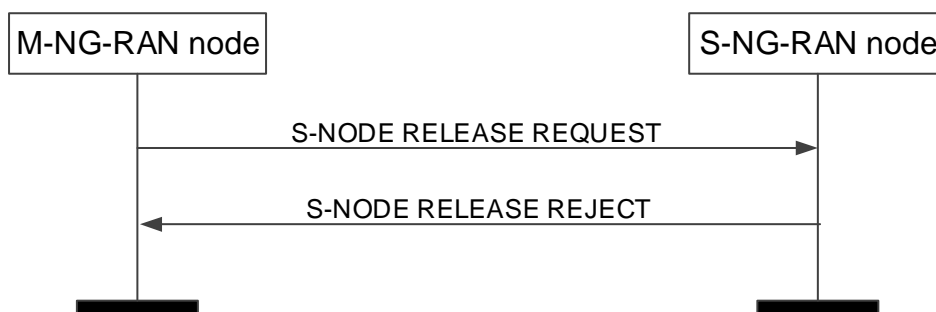 M-NG-RAN node
S-NG-RAN node
S-NODE RELEASE REQUEST
S-NODE RELEASE REJECT